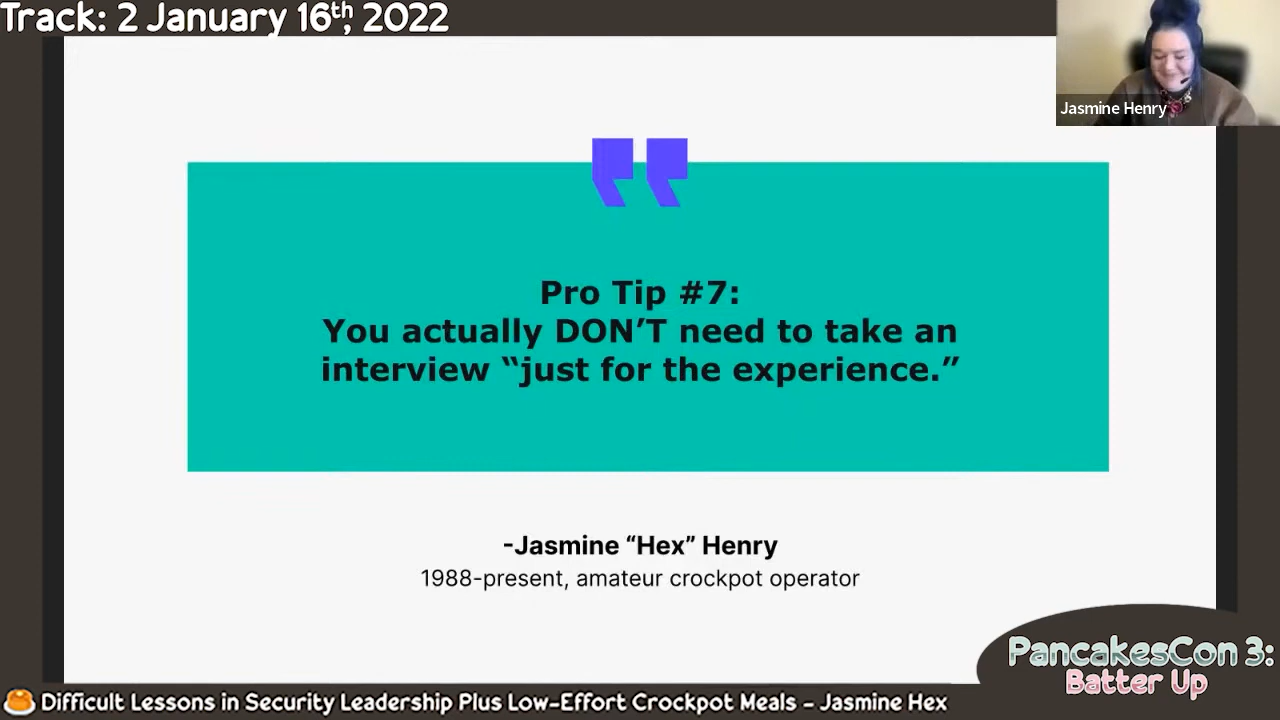 Track: 2 January 16th, 2022
Jasmine Henry
Pro Tip #7:
You actually DON’T need to take an
interview “just for the experience.”
-Jasmine “Hex” Henry
1988-present, amateur crockpot operator
PancakesCon 3:
Batter Up
Difficult Lessons in Security Leadership Plus Low-Effort Crockpot Meals - Jasmine Hex